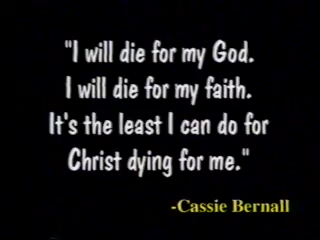 "I will die for my God.
I will die for my faith.
It's the least I can do for
Christ dying for me."
-Cassie Bernall